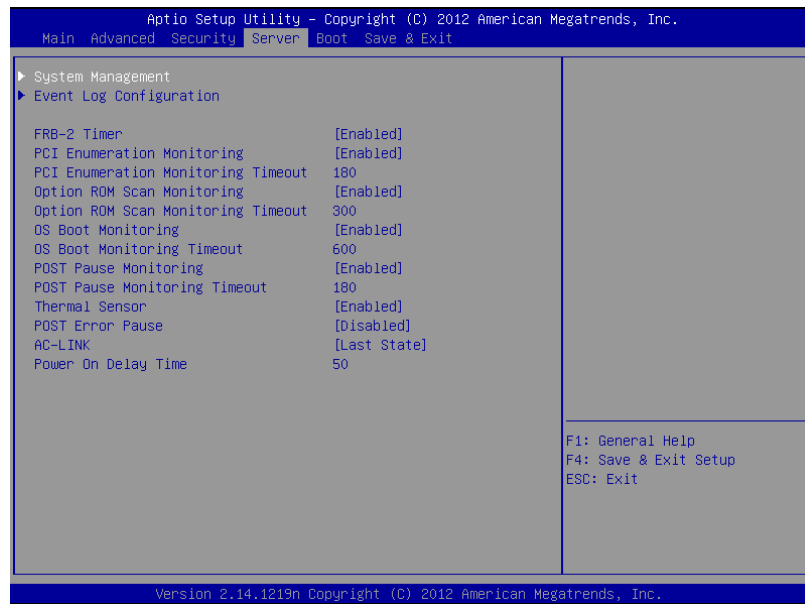 Aptio Setup Utility – Copyright (C) 2012 American Megatrends, Inc.
Main Advanced Security Server Boot Save & Exit
System Management
Event Log Configuration
FRB-2 Timer [Enabled]
PCI Enumeration Monitoring [Enabled]
PCI Enumeration Monitoring Timeout 180
Option ROM Scan Monitoring [Enabled]
Option ROM Scan Monitoring Timeout 300
OS Boot Monitoring [Enabled]
OS Boot Monitoring Timeout 600
POST Pause Monitoring [Enabled]
POST Pause Monitoring Timeout 180
Thermal Sensor [Enabled]
POST Error Pause [Disabled]
AC-LINK [Last State]
Power On Delay Time 50
F1: General Help
F4: Save & Exit Setup
ESC: Exit
Version 2.14.1219n Copyright (C) 2012 American Megatrends, Inc.